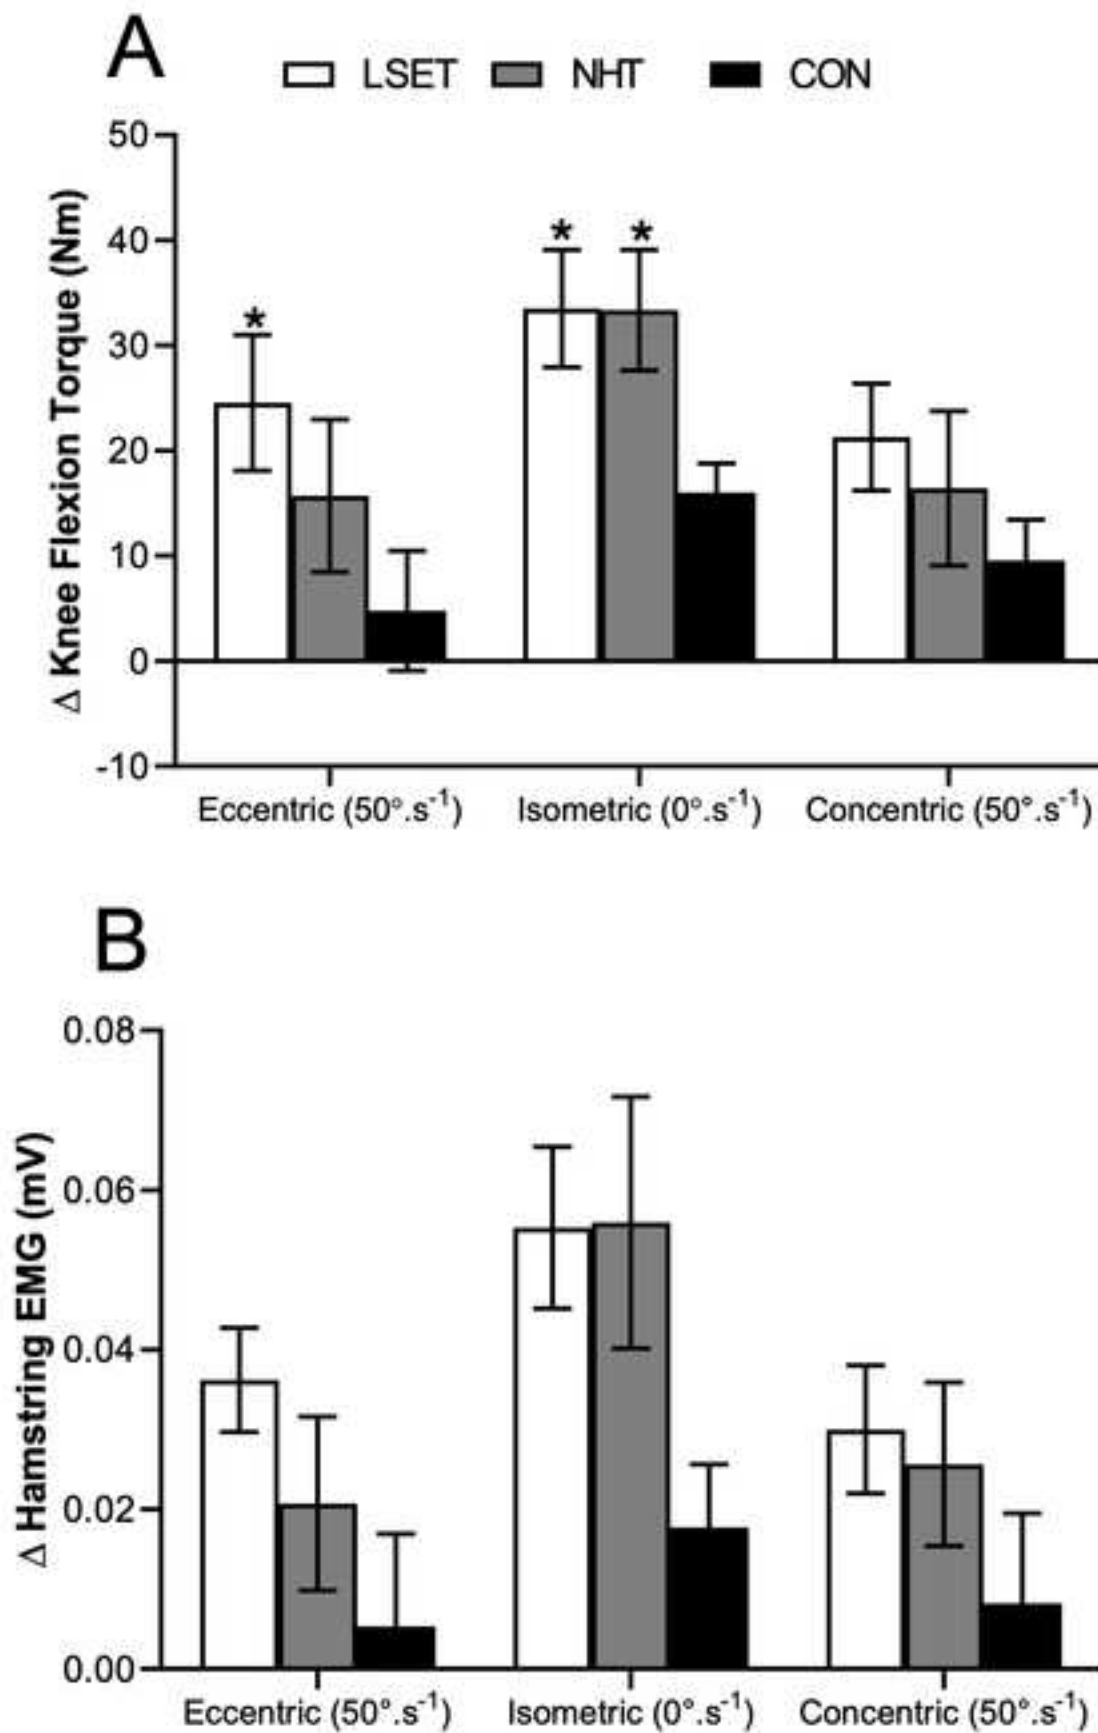 A
LSET NHT CON
50
40
30
20
10
0
-10
Δ Knee Flexion Torque (Nm)
* * *
Eccentric (50°.s⁻¹) Isometric (0°.s⁻¹) Concentric (50°.s⁻¹)
B
0.08
0.06
0.04
0.02
0.00
Δ Hamstring EMG (mV)
Eccentric (50°.s⁻¹) Isometric (0°.s⁻¹) Concentric (50°.s⁻¹)